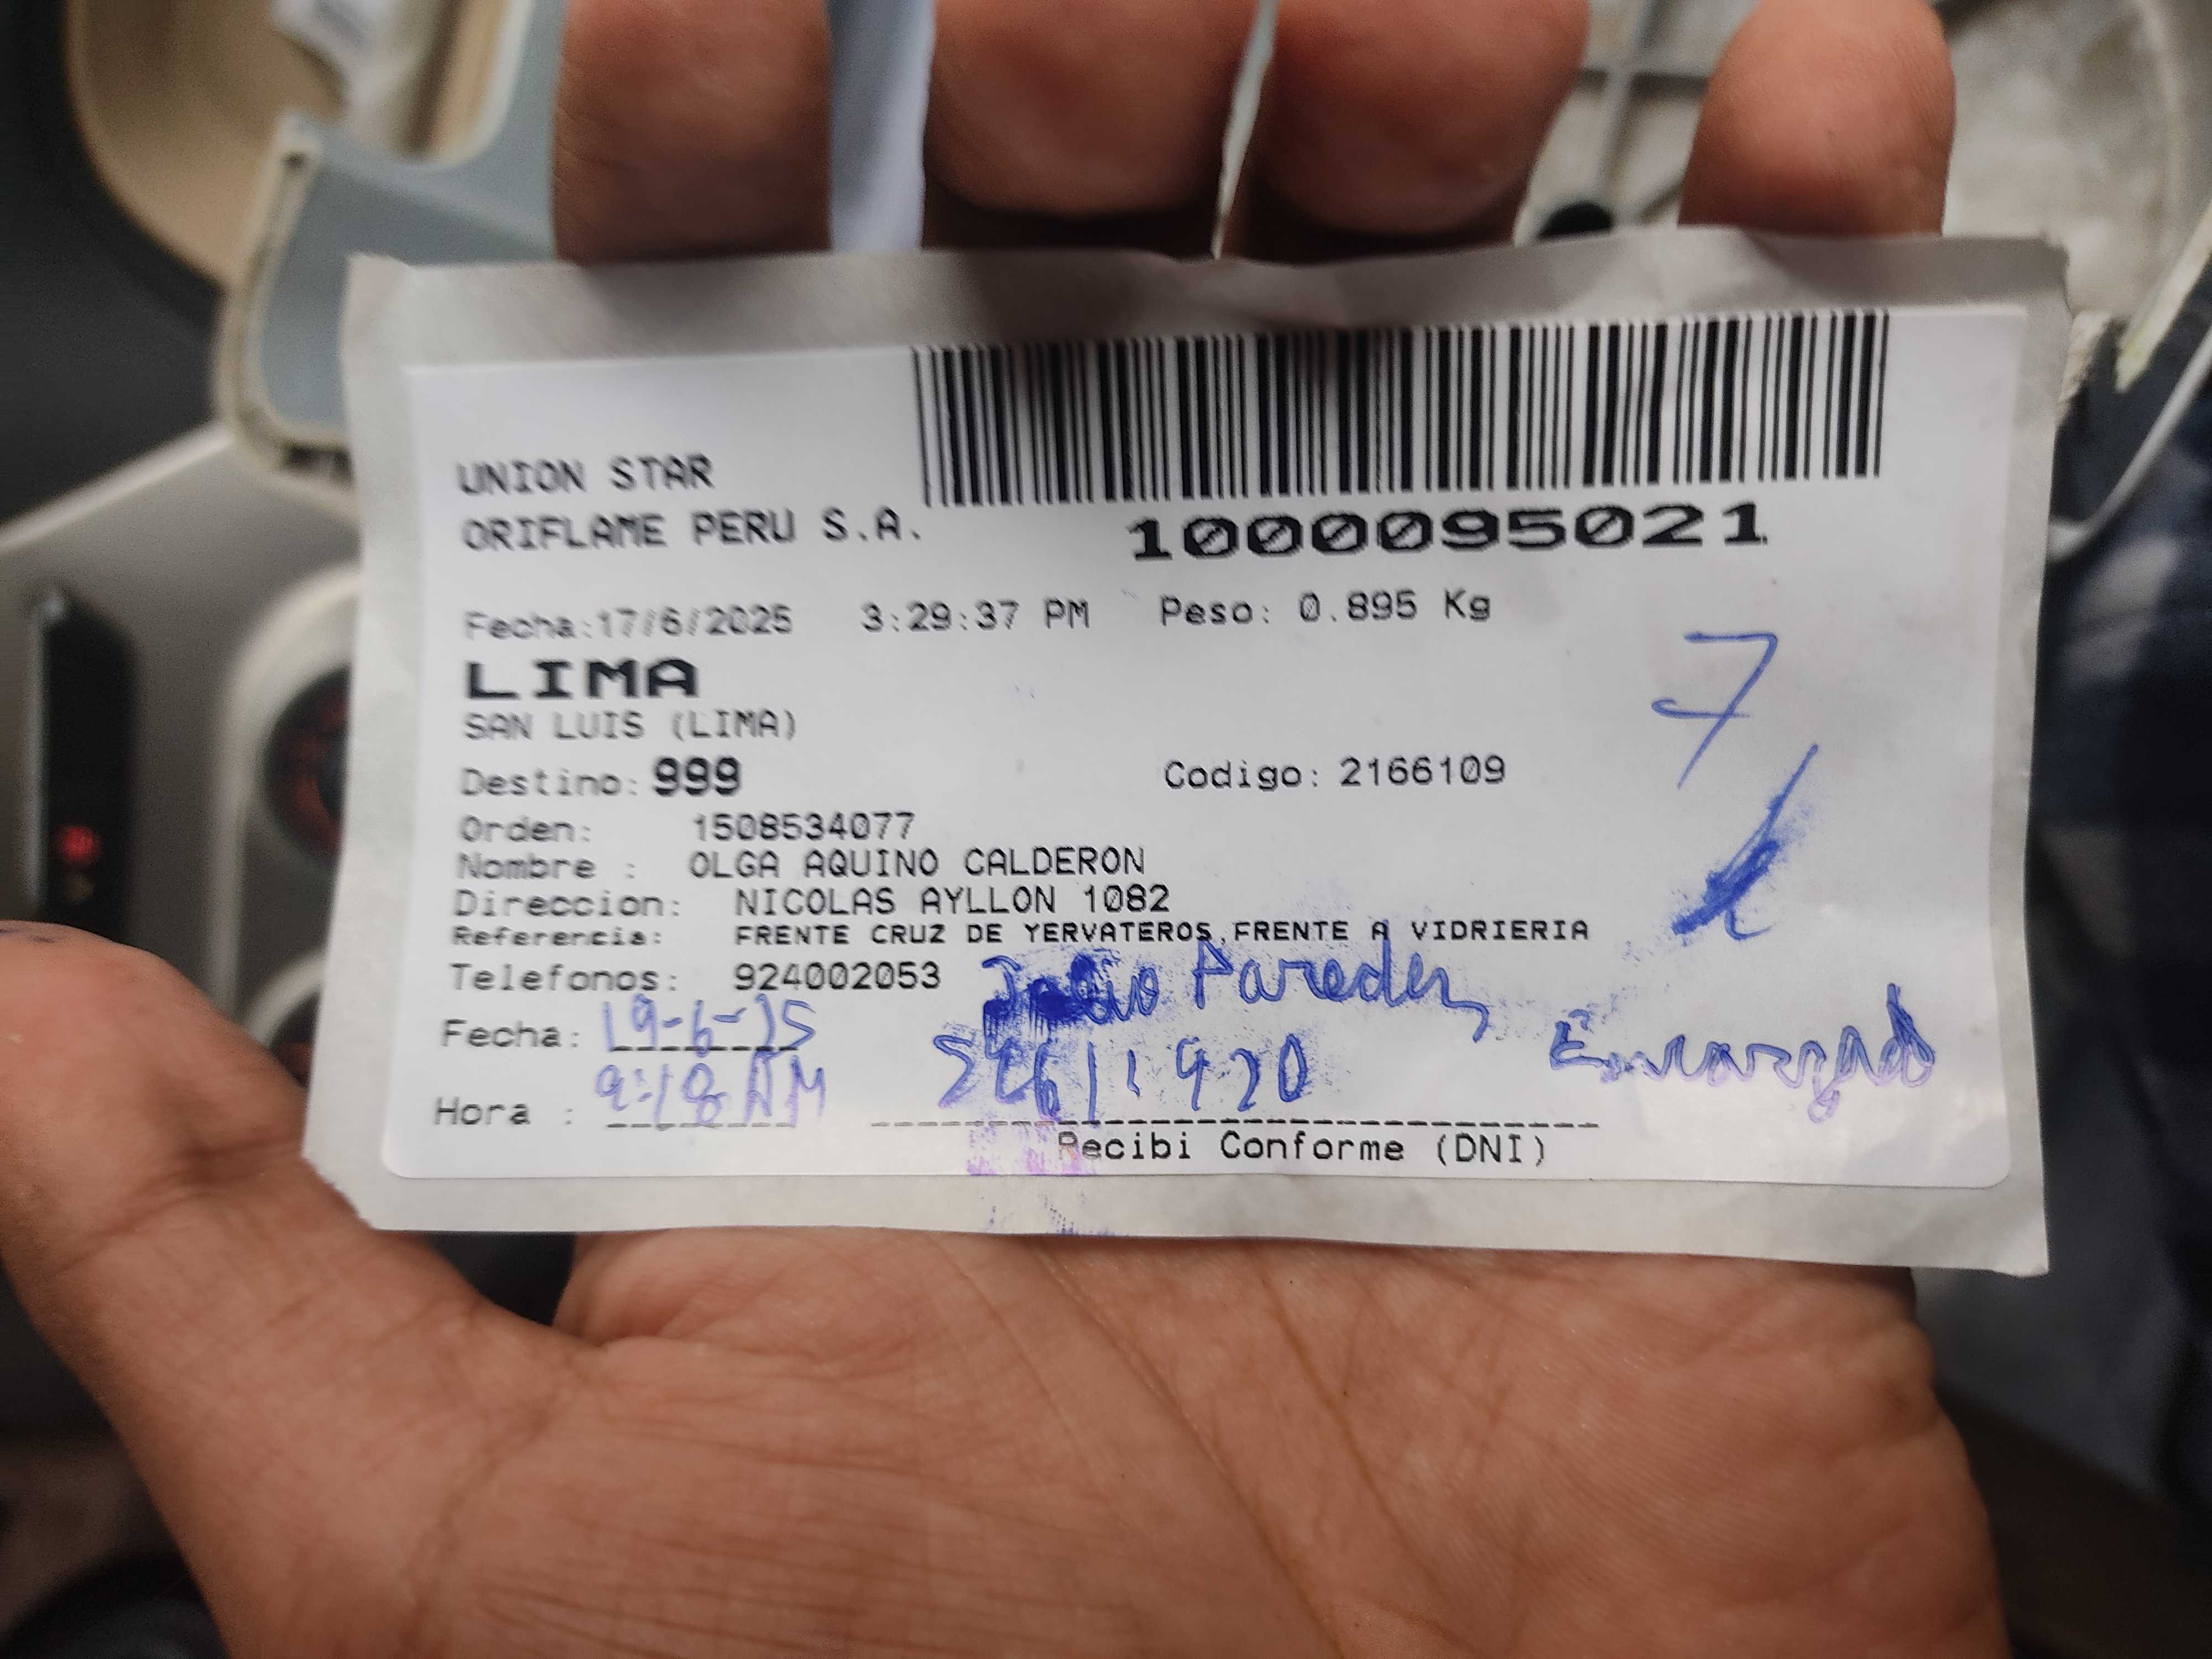 UNION STAR
ORIFLAME PERU S.A.
1000095021
Fecha:17/6/2025 3:29:37 PM Peso: 0.895 Kg
7
LIMA
SAN LUIS (LIMA)
Destino: 999 Codigo: 2166109
Orden: 1508534077
Nombre : OLGA AQUINO CALDERON
Direccion: NICOLAS AYLLON 1082
Referencia: FRENTE CRUZ DE YERVATEROS,FRENTE A VIDRIERIA
Telefonos: 924002053 Paredes
Fecha: 19-6-25 Encargado
Hora : 9:18 AM
Recibi Conforme (DNI)